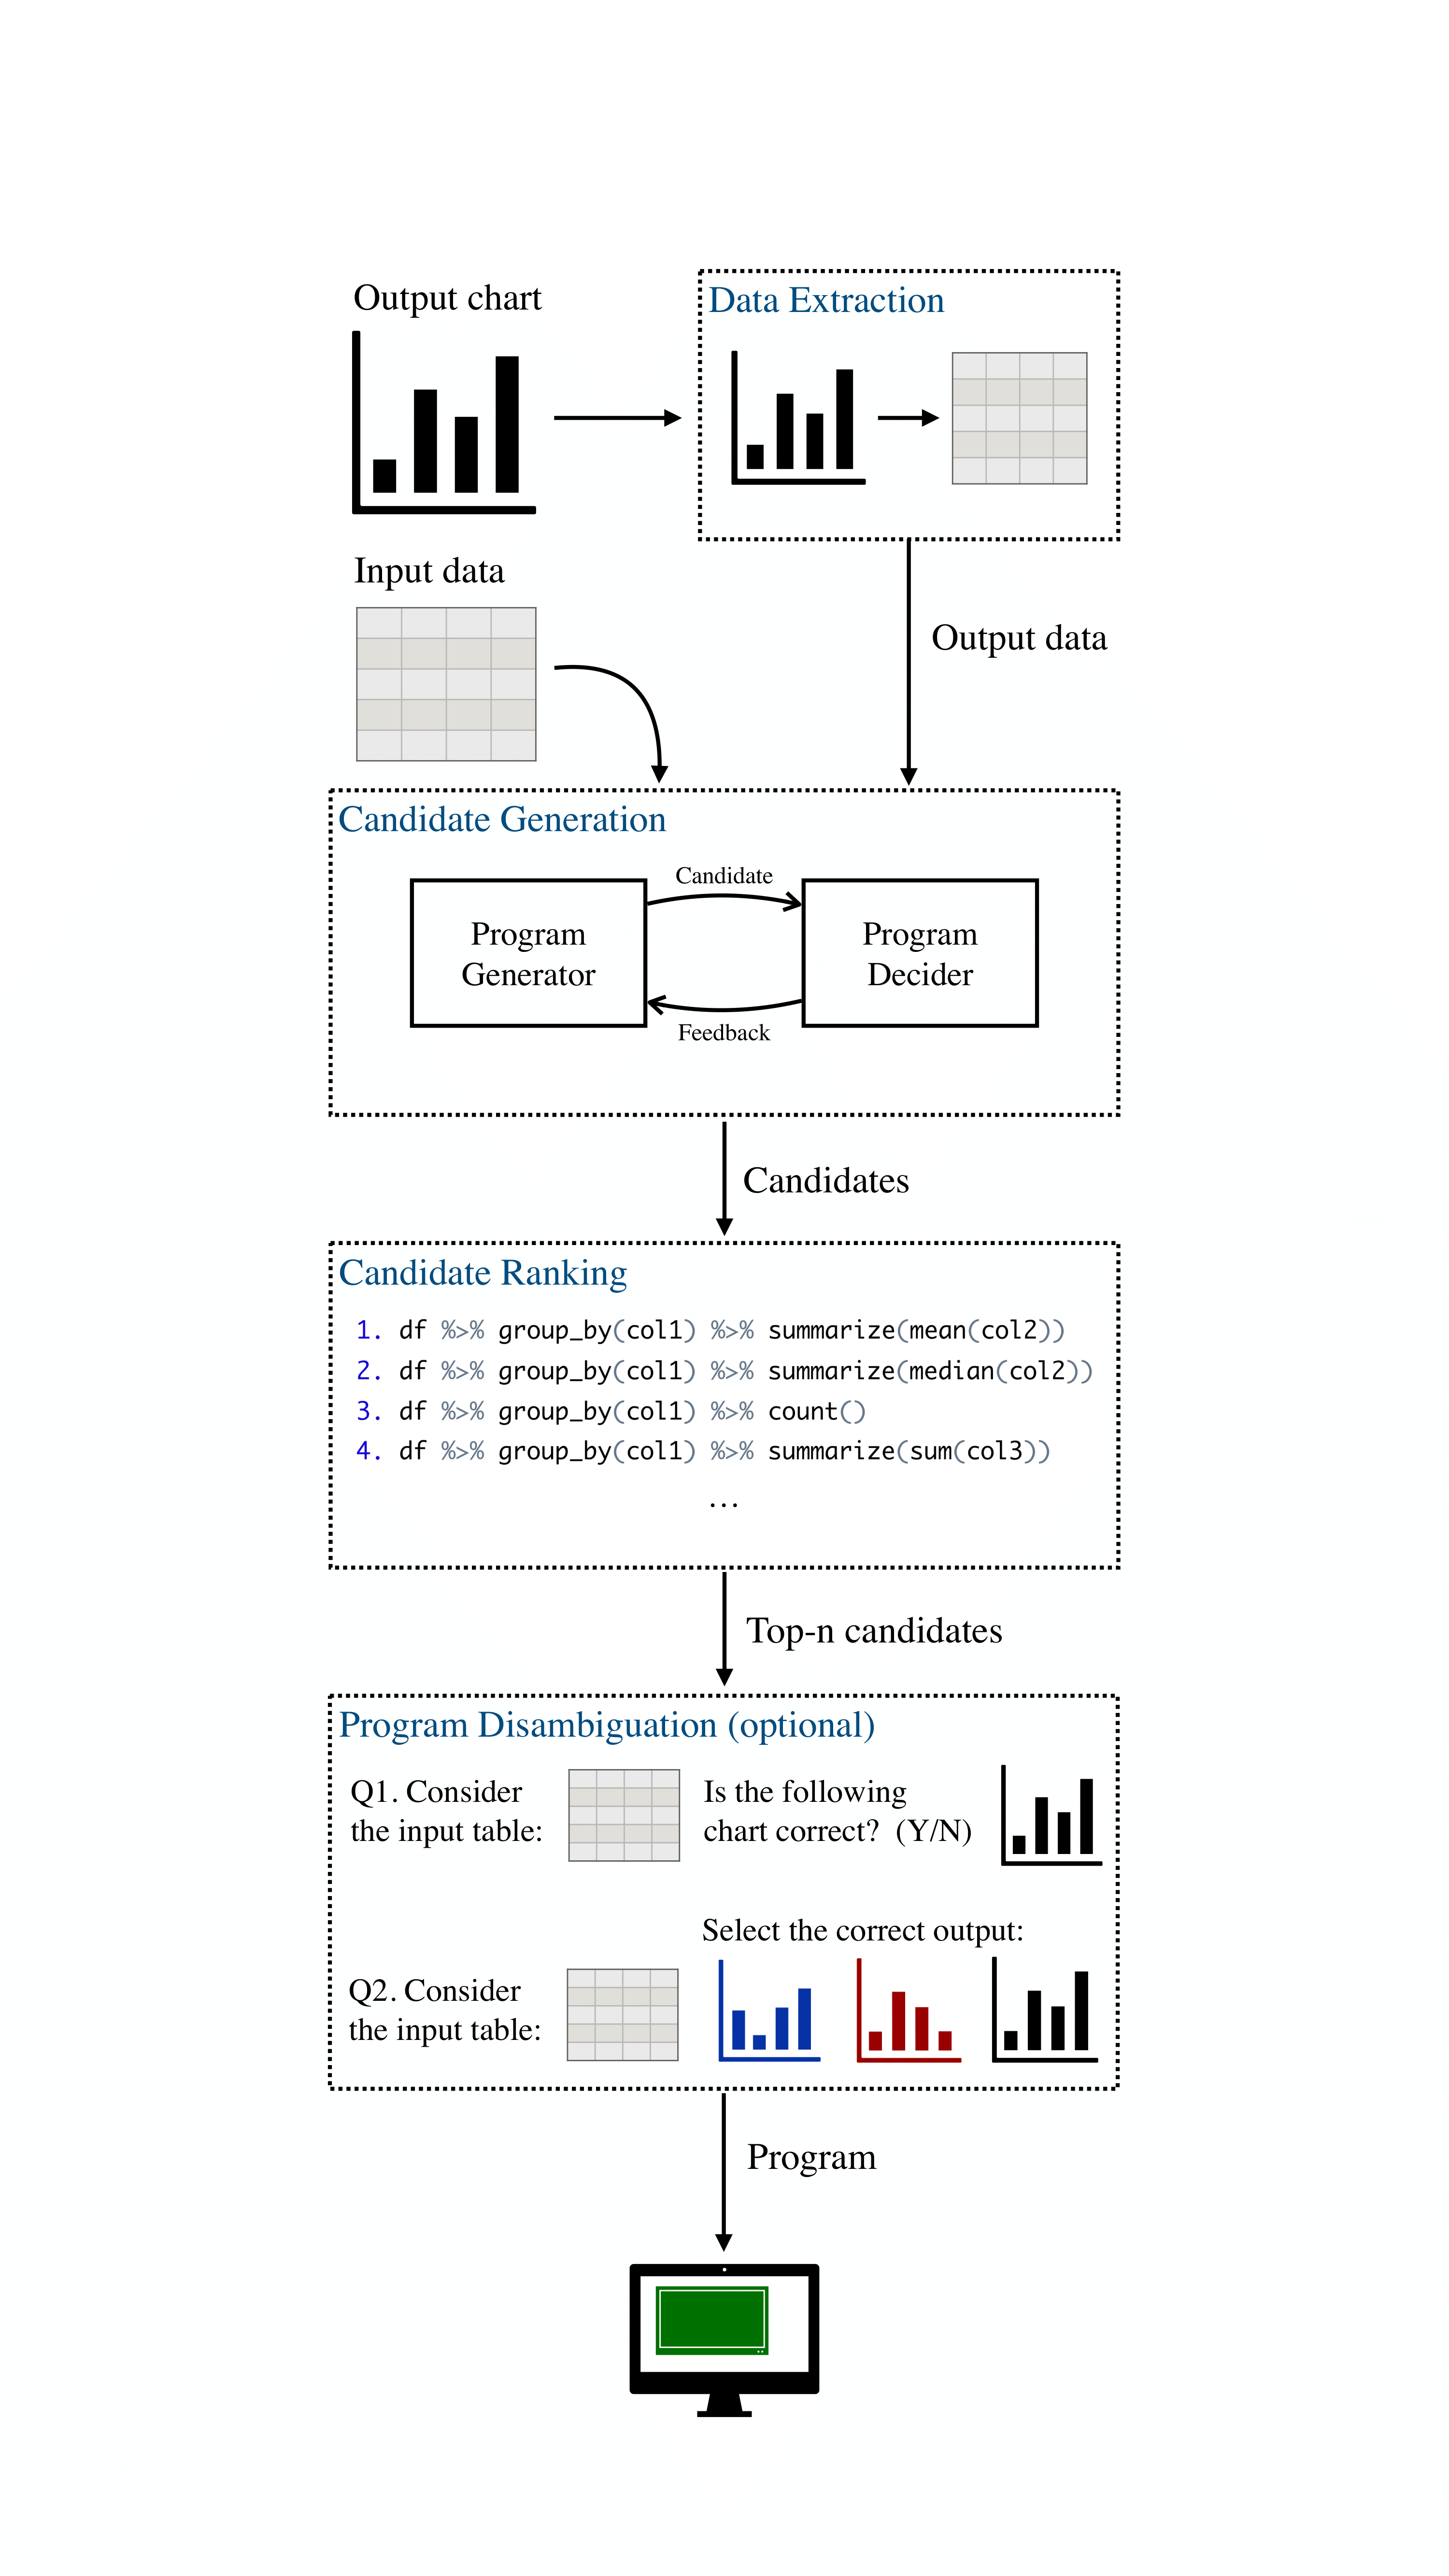 Output chart
Data Extraction
Input data
Output data
Candidate Generation
Candidate
Program
Generator
Program
Decider
Feedback
Candidates
Candidate Ranking
1. df %>% group_by(col1) %>% summarize(mean(col2))
2. df %>% group_by(col1) %>% summarize(median(col2))
3. df %>% group_by(col1) %>% count()
4. df %>% group_by(col1) %>% summarize(sum(col3))
...
Top-n candidates
Program Disambiguation (optional)
Q1. Consider
the input table:
Is the following
chart correct? (Y/N)
Select the correct output:
Q2. Consider
the input table:
Program